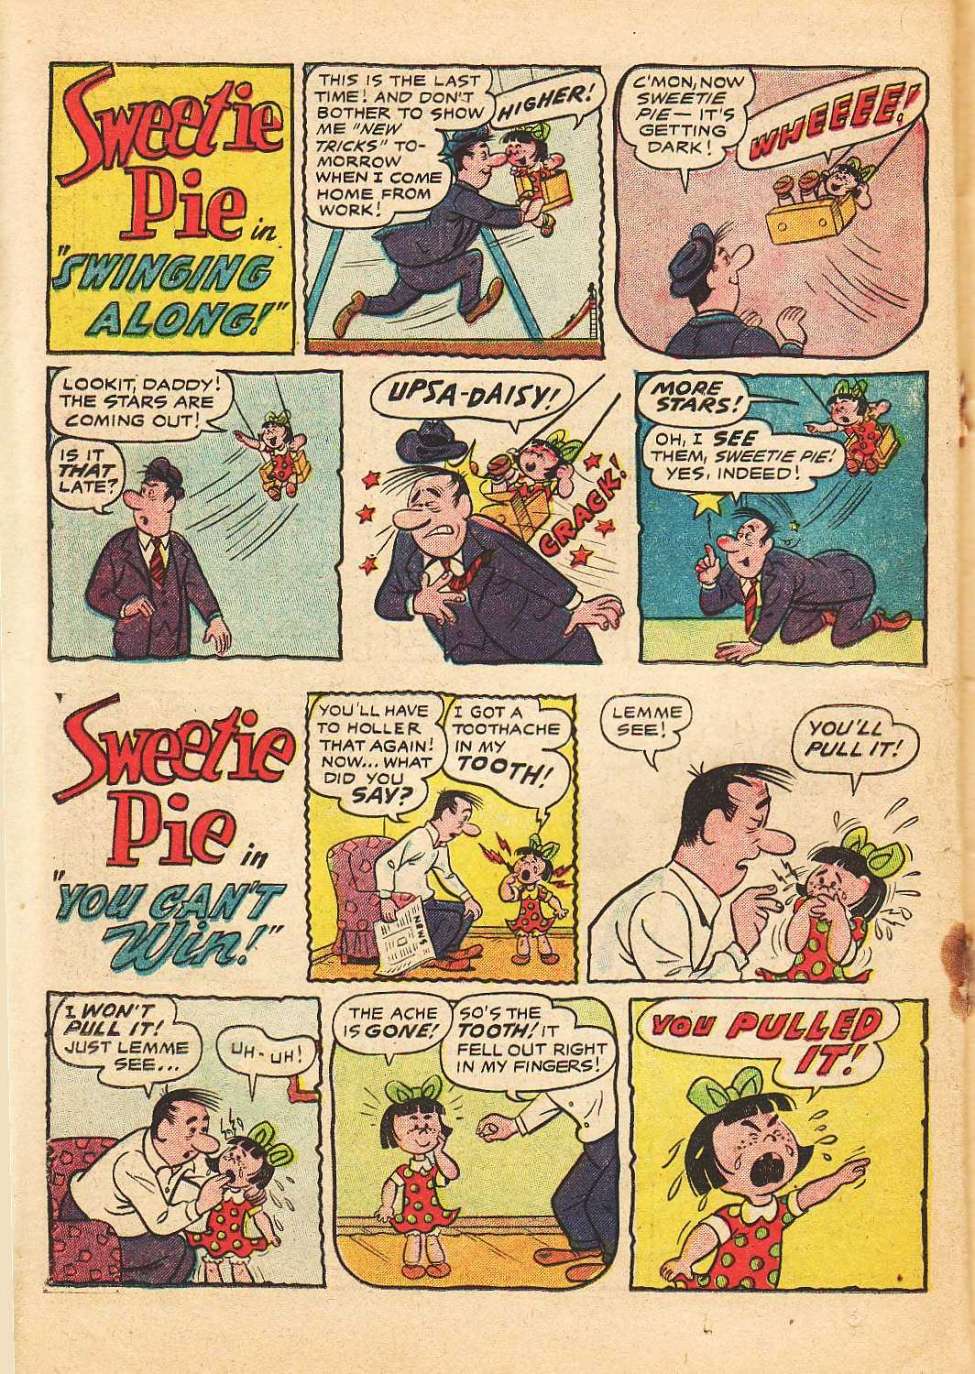 Sweetie
Pie in
"SWINGING
ALONG!"
THIS IS THE LAST
TIME! AND DON'T
BOTHER TO SHOW
ME "NEW
TRICKS" TO-
MORROW
WHEN I COME
HOME FROM
WORK!
HIGHER!
C'MON, NOW
SWEETIE
PIE— IT'S
GETTING
DARK!
WHEEEEE!
LOOKIT, DADDY!
THE STARS ARE
COMING OUT!
IS IT
THAT
LATE?
UPSA-DAISY!
CRACK!
MORE
STARS!
OH, I SEE
THEM, SWEETIE PIE!
YES, INDEED!
Sweetie
Pie in
"YOU CAN'T
Win!"
YOU'LL HAVE
TO HOLLER
THAT AGAIN!
NOW... WHAT
DID YOU
SAY?
I GOT A
TOOTHACHE
IN MY
TOOTH!
NEWS
LEMME
SEE!
YOU'LL
PULL IT!
I WON'T
PULL IT!
JUST LEMME
SEE...
UH-UH!
THE ACHE
IS GONE!
SO'S THE
TOOTH! IT
FELL OUT RIGHT
IN MY FINGERS!
YOU PULLED
IT!